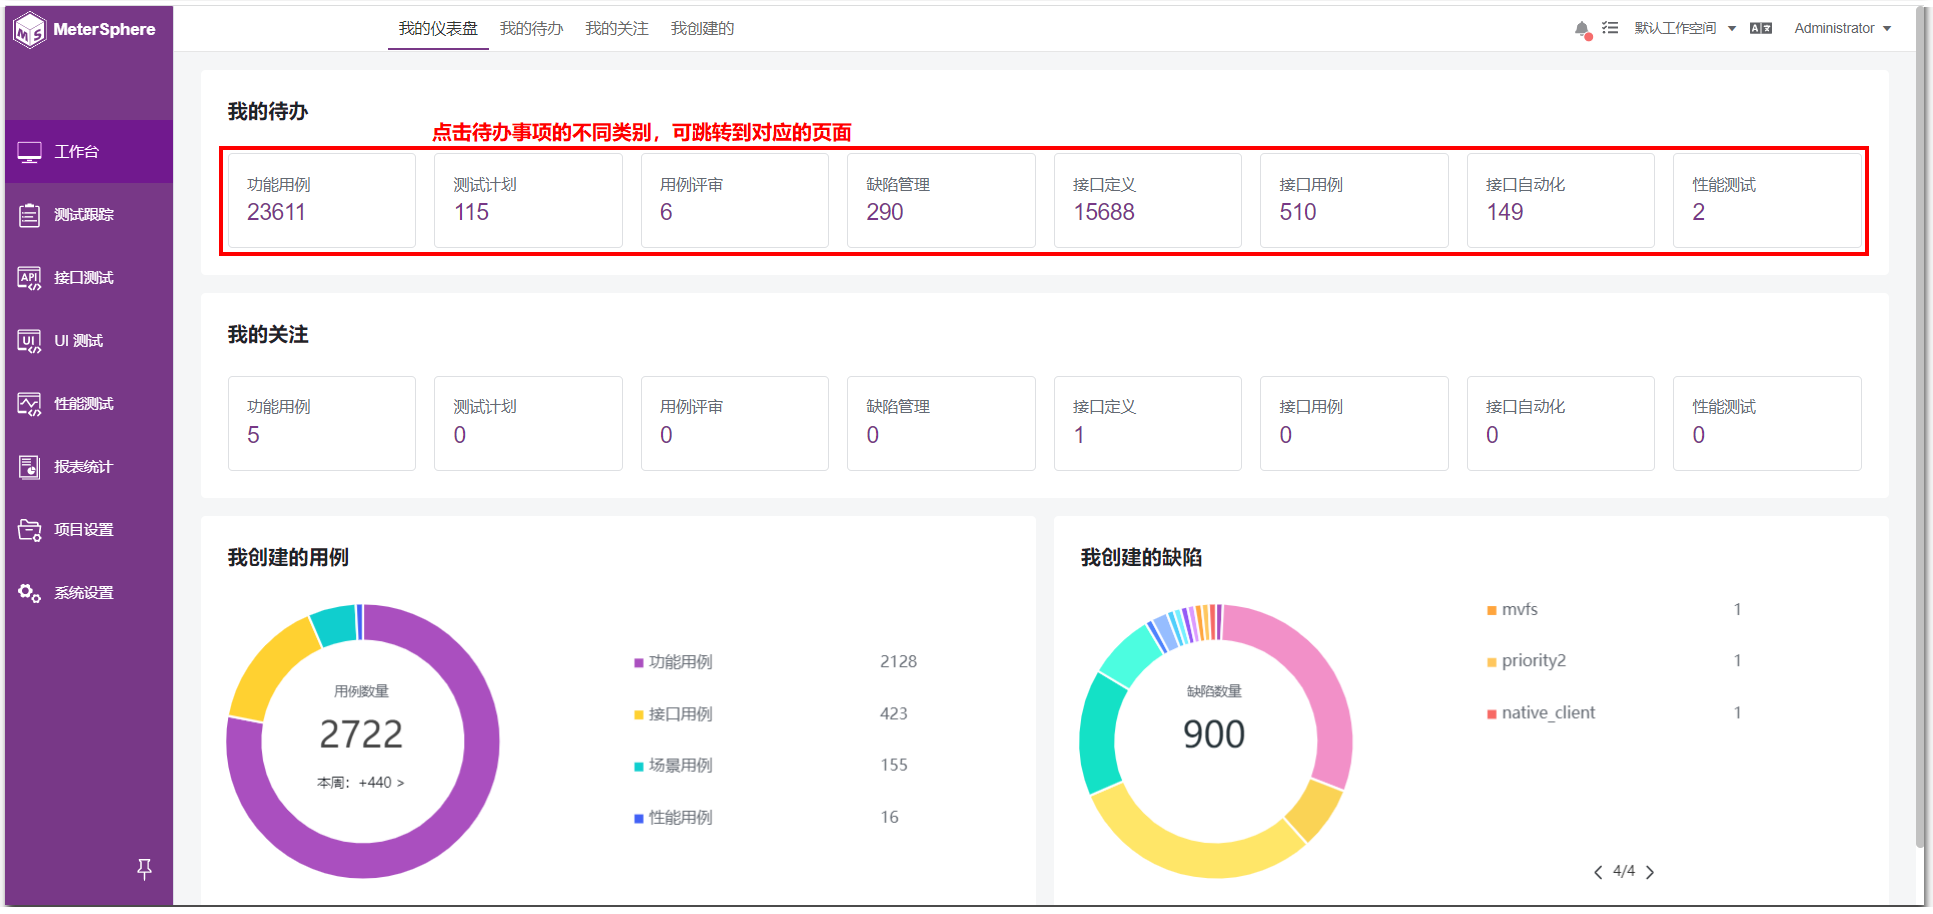 MeterSphere
我的仪表盘 我的待办 我的关注 我创建的
默认工作空间 Administrator
工作台
测试跟踪
API 接口测试
UI UI 测试
性能测试
报表统计
项目设置
系统设置
我的待办
点击待办事项的不同类别，可跳转到对应的页面
功能用例 测试计划 用例评审 缺陷管理 接口定义 接口用例 接口自动化 性能测试
23611 115 6 290 15688 510 149 2
我的关注
功能用例 测试计划 用例评审 缺陷管理 接口定义 接口用例 接口自动化 性能测试
5 0 0 0 1 0 0 0
我创建的用例
用例数量
2722
本周：+440 >
功能用例 2128
接口用例 423
场景用例 155
性能用例 16
我创建的缺陷
缺陷数量
900
mvfs 1
priority2 1
native_client 1
4/4